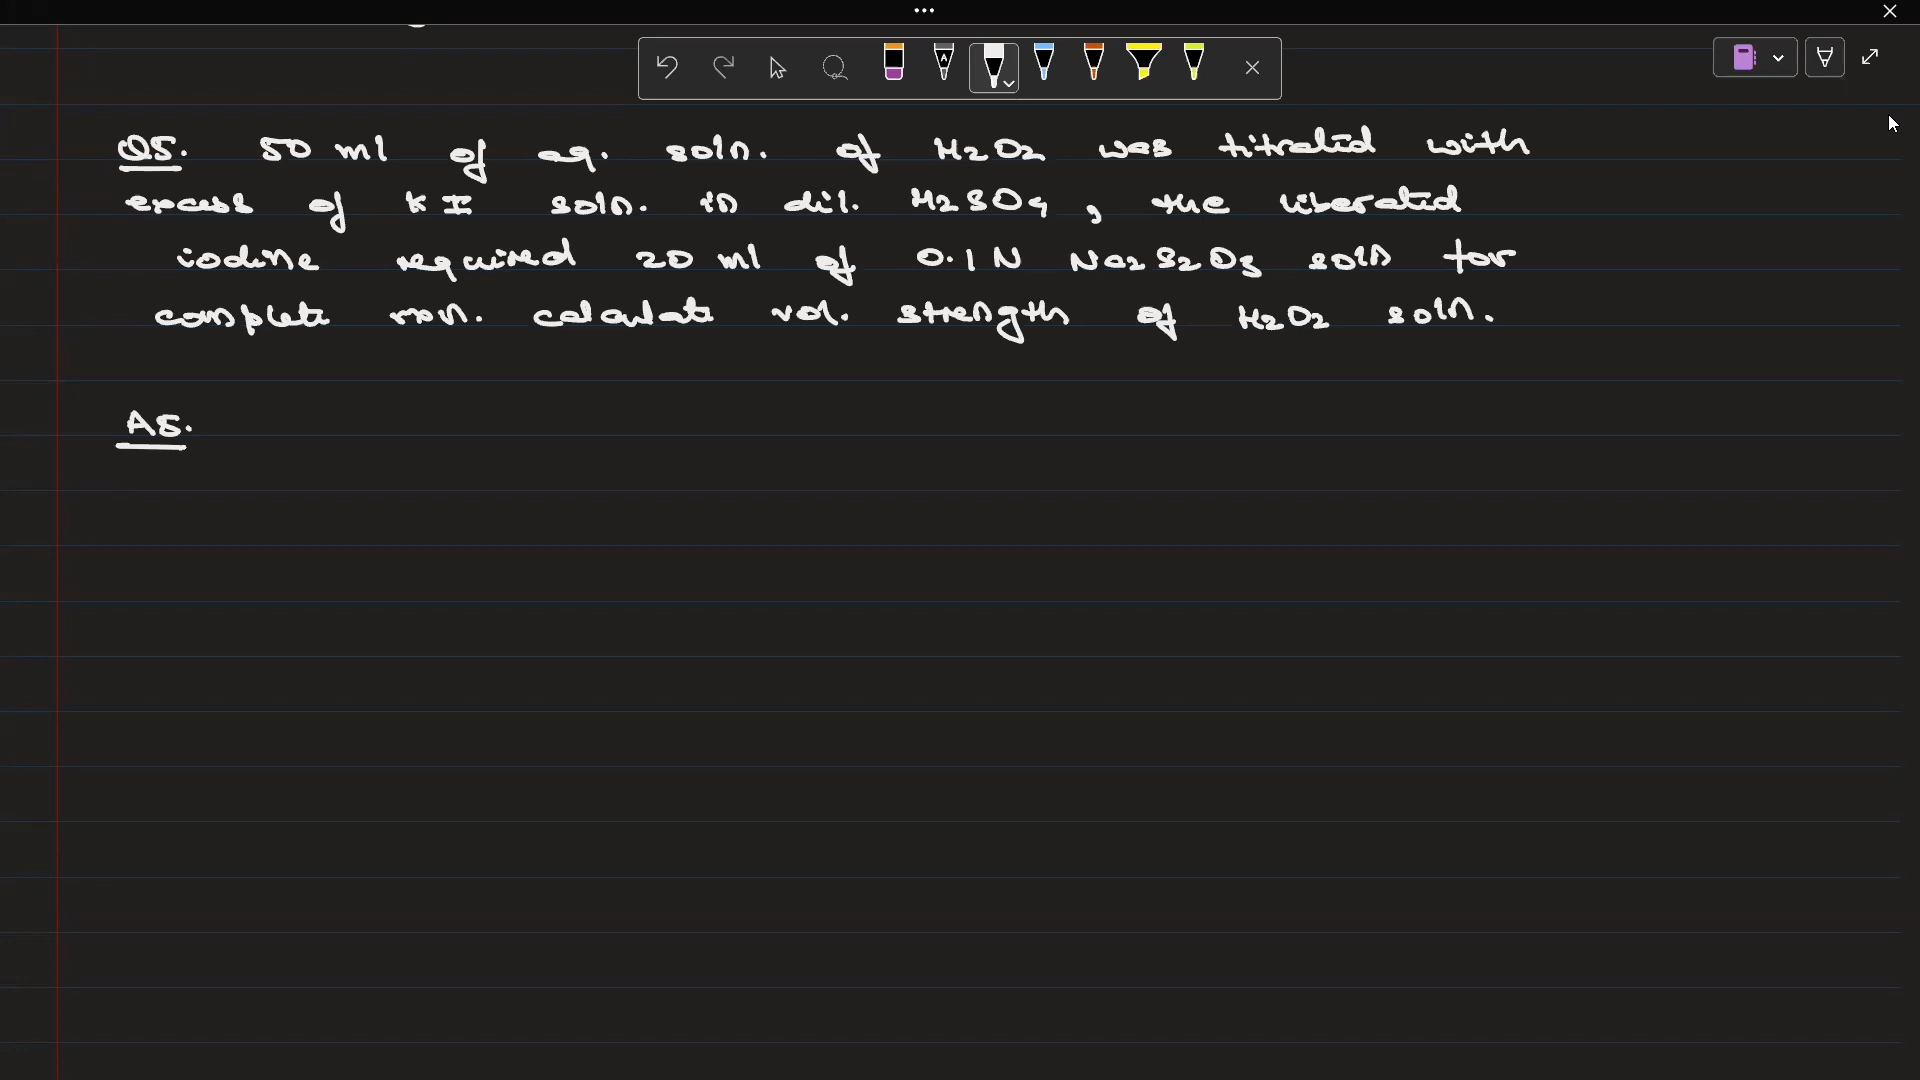 Q5. 50 ml of aq. soln. of H2O2 was titrated with
excess of KI soln. in dil. H2SO4, the liberated
iodine required 20 ml of 0.1 N Na2S2O3 soln for
complete rxn. calculate vol. strength of H2O2 soln.
A5.